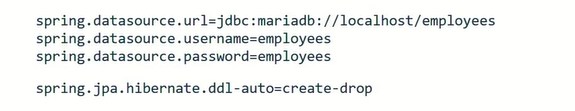 spring.datasource.url=jdbc:mariadb://localhost/employees
spring.datasource.username=employees
spring.datasource.password=employees
spring.jpa.hibernate.ddl-auto=create-drop